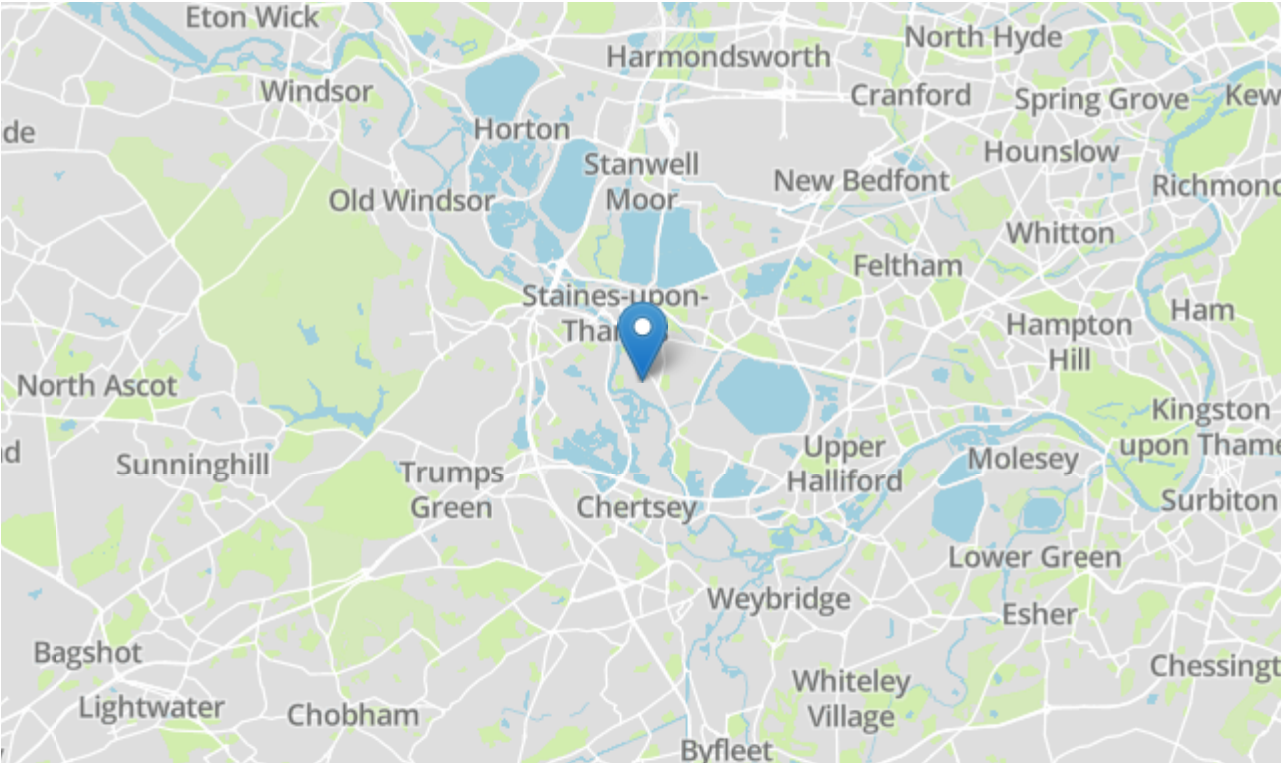 Eton Wick
North Hyde
Harmondsworth
Windsor
Cranford
Spring Grove
Kew
de
Horton
Hounslow
Stanwell
Moor
New Bedfont
Richmond
Old Windsor
Whitton
Feltham
Staines-upon-
Ham
Hampton
Hill
North Ascot
Kingston
upon Thame
Upper
Halliford
Molesey
Sunninghill
Trumps
Green
Surbiton
Chertsey
Lower Green
Weybridge
Esher
Bagshot
Chessingt
Whiteley
Village
Lightwater
Chobham
Byfleet